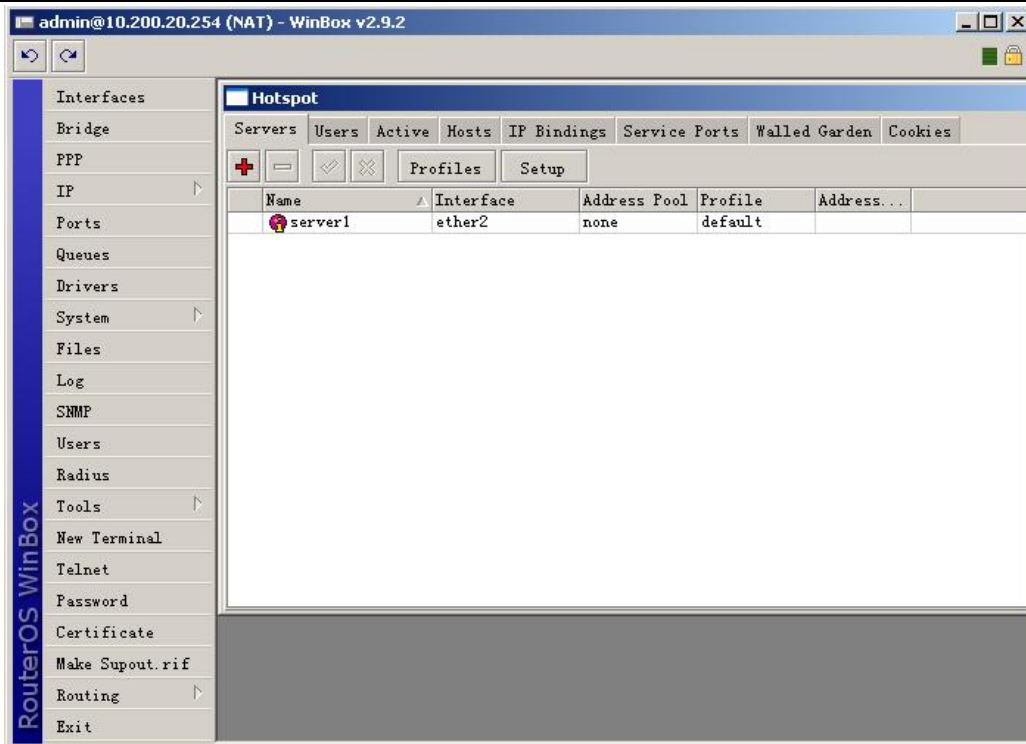 admin@10.200.20.254 (NAT) - WinBox v2.9.2
Interfaces
Bridge
PPP
IP
Ports
Queues
Drivers
System
Files
Log
SNMP
Users
Radius
Tools
New Terminal
Telnet
Password
Certificate
Make Supout.rif
Routing
Exit
RouterOS WinBox
Hotspot
Servers Users Active Hosts IP Bindings Service Ports Walled Garden Cookies
Profiles Setup
Name Interface Address Pool Profile Address...
server1 ether2 none default